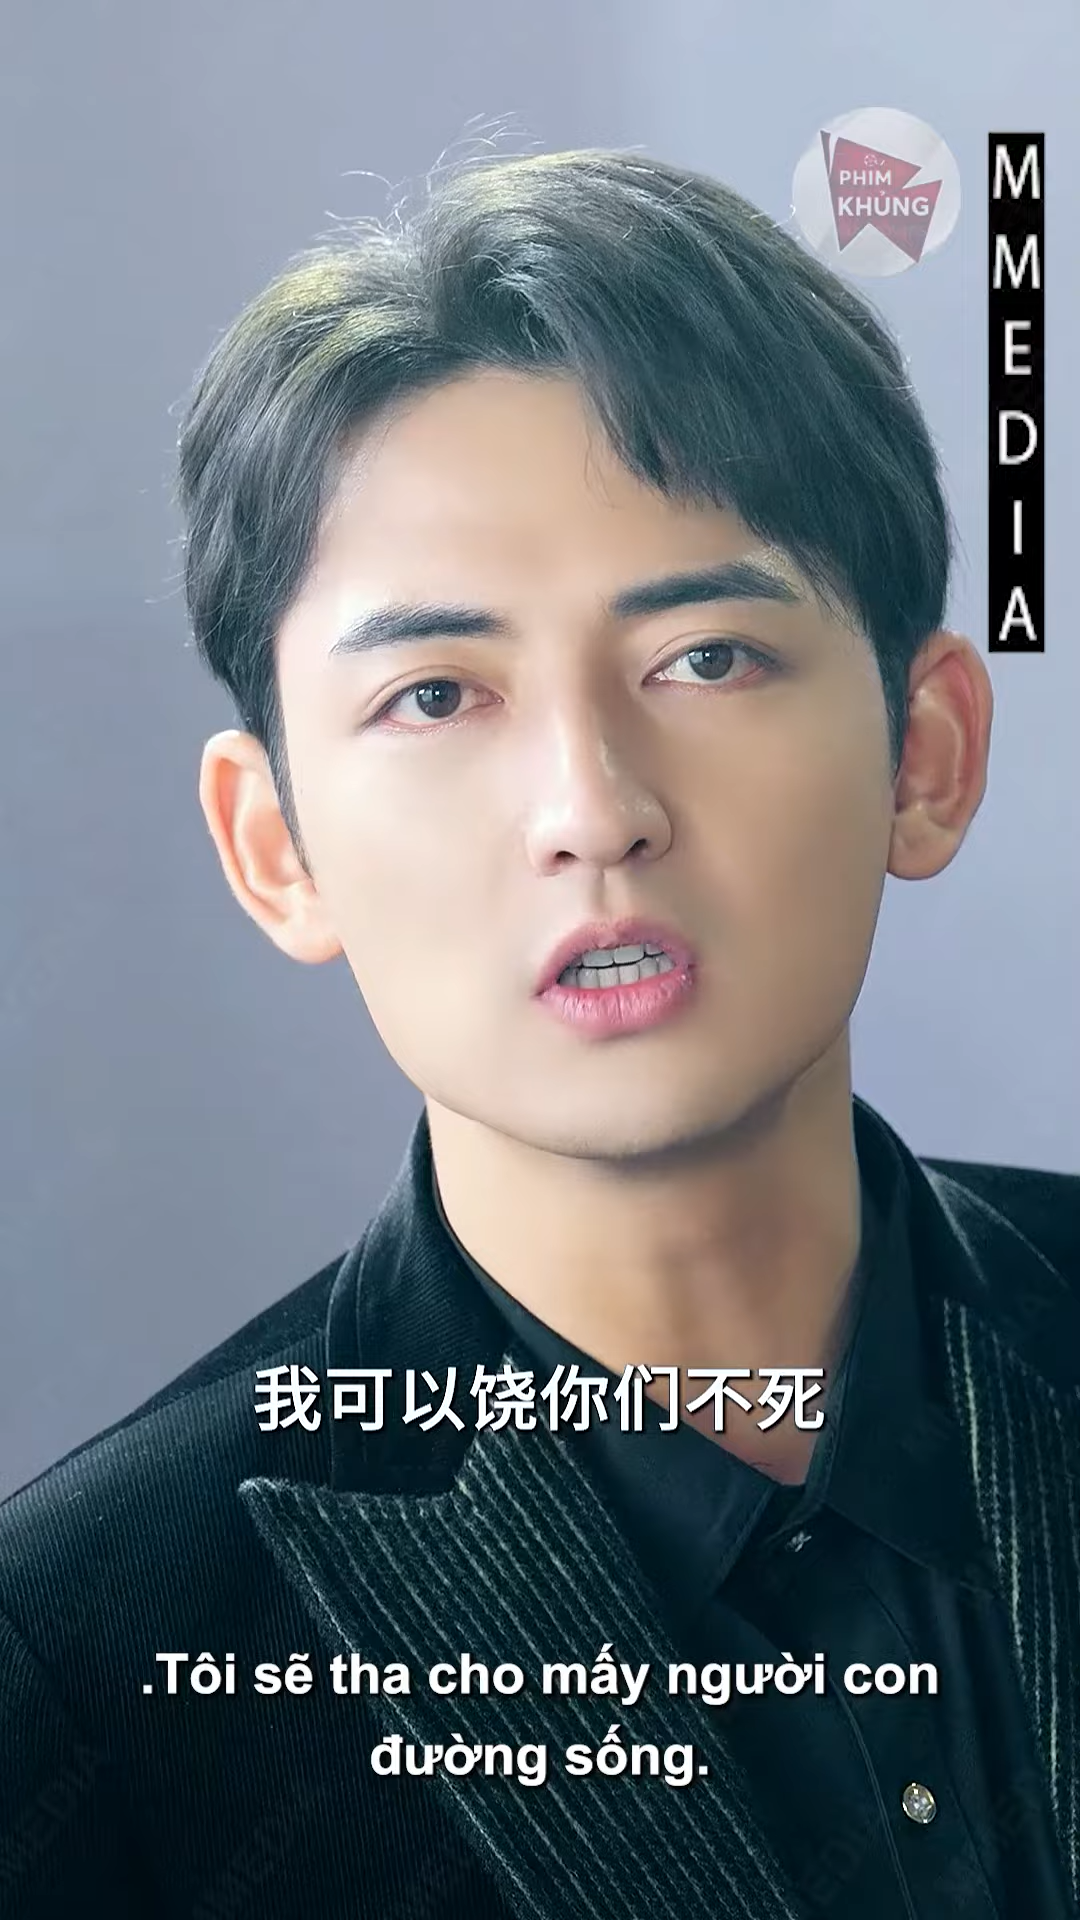 PHIM
KHỦNG
MMEDIA
我可以饶你们不死
.Tôi sẽ tha cho mấy người con
đường sống.